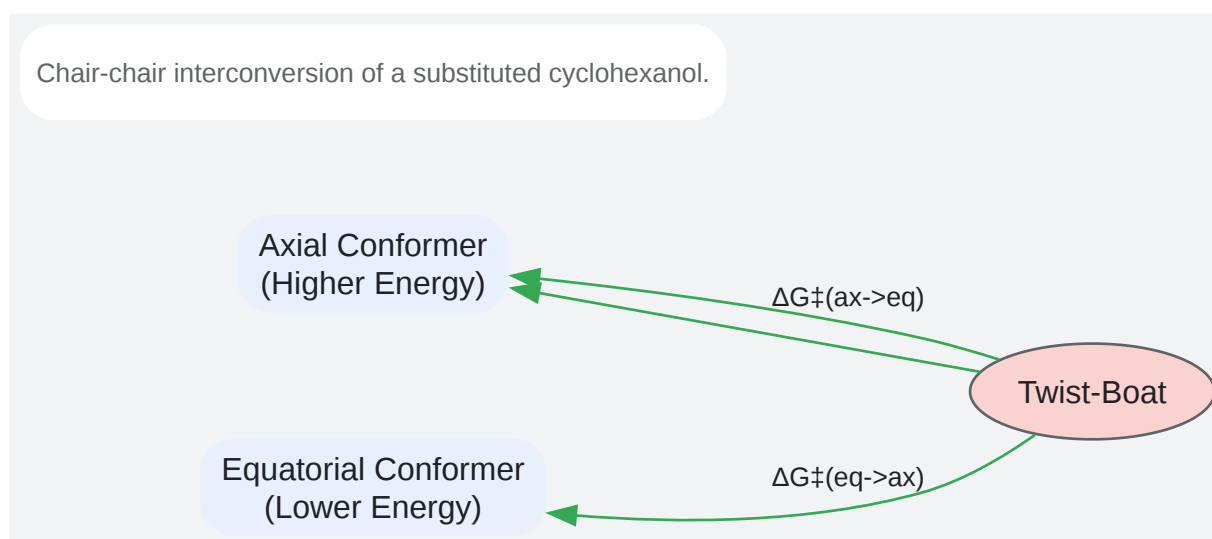 Chair-chair interconversion of a substituted cyclohexanol.
Axial Conformer
(Higher Energy)
ΔG‡(ax->eq)
Twist-Boat
Equatorial Conformer
(Lower Energy)
ΔG‡(eq->ax)